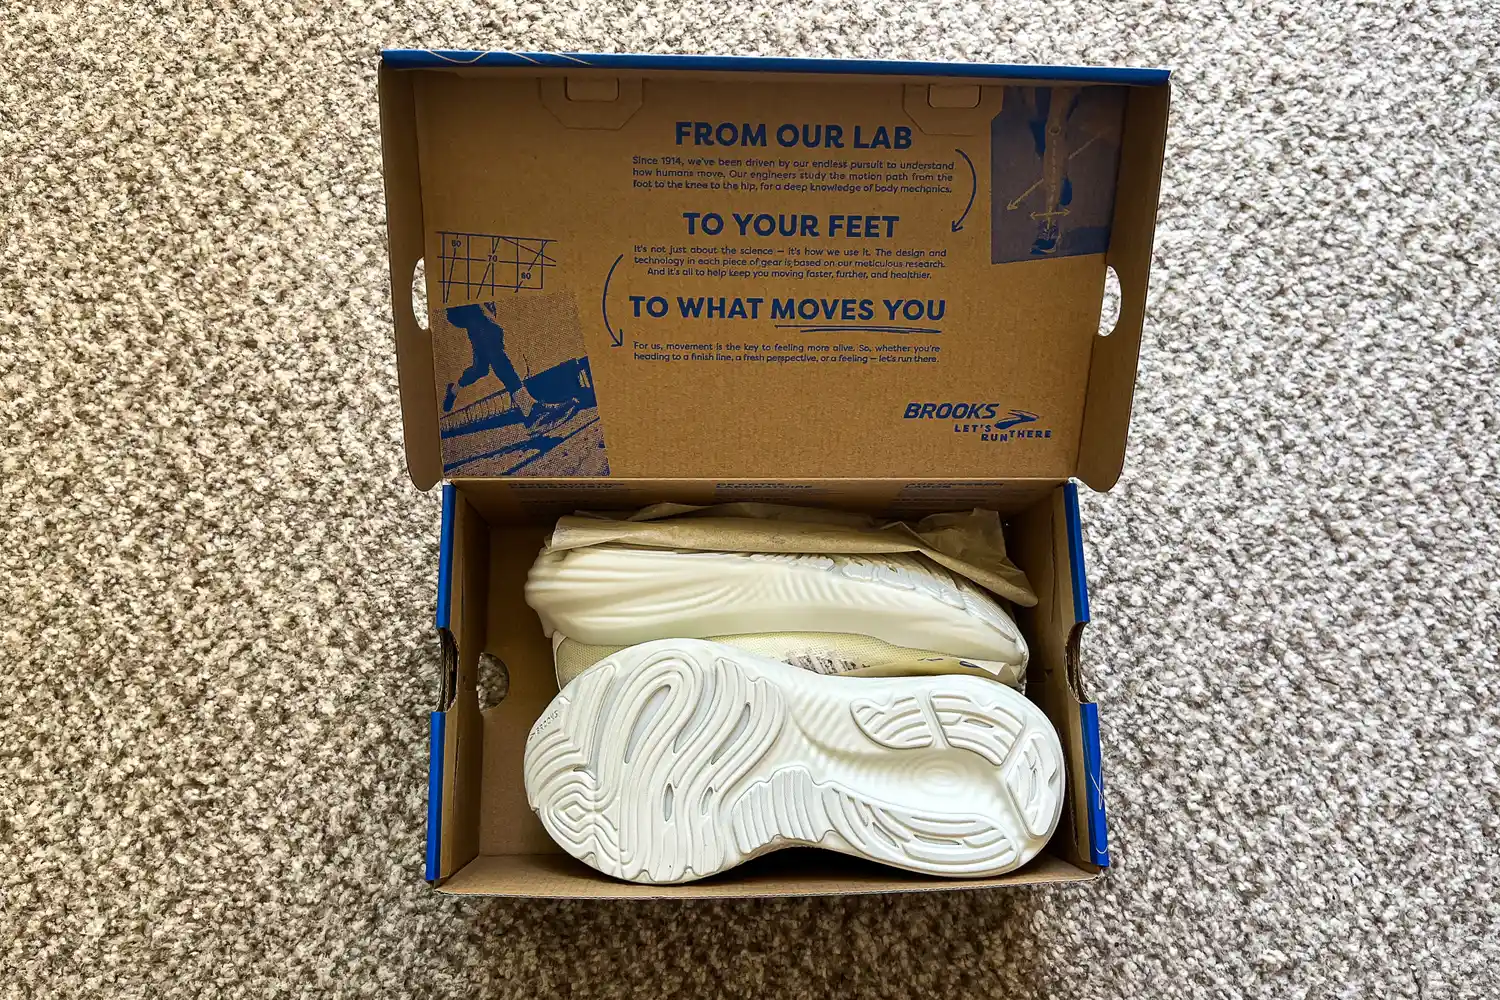 FROM OUR LAB
Since 1914, we've been driven by our endless pursuit to understand
how humans move. Our engineers study the motion path from the
foot to the knee to the hip, for a deep knowledge of body mechanics.
TO YOUR FEET
It's not just about the science – it's how we use it. The design and
technology in each piece of gear is based on our meticulous research.
And it's all to help keep you moving faster, further, and healthier.
60
70
80
TO WHAT MOVES YOU
For us, movement is the key to feeling more alive. So, whether you're
heading to a finish line, a fresh perspective, or a feeling – let's run there.
BROOKS
LET'S
RUN THERE
BROOKS